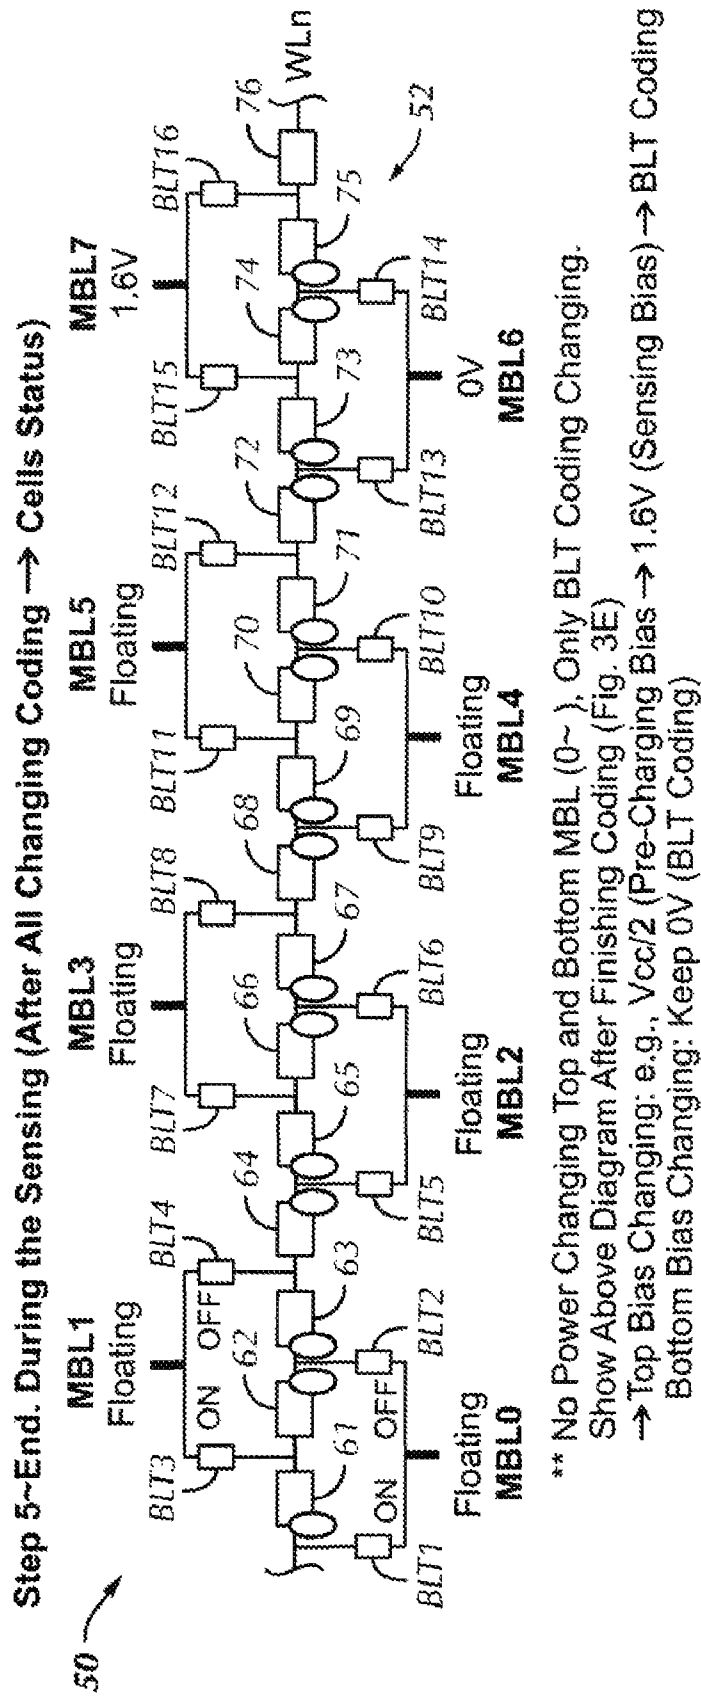 Step 5~End. During the Sensing (After All Changing Coding → Cells Status)
50
MBL1
Floating
MBL3
Floating
MBL5
Floating
MBL7
1.6V
BLT3
ON
OFF
BLT4
BLT7
BLT8
BLT11
BLT12
BLT15
BLT16
61
62
63
64
65
66
67
68
69
70
71
72
73
74
75
76
WLn
52
BLT1
ON
OFF
BLT2
BLT5
BLT6
BLT9
BLT10
BLT13
BLT14
Floating
MBL0
Floating
MBL2
Floating
MBL4
0V
MBL6
** No Power Changing Top and Bottom MBL (0~ ), Only BLT Coding Changing.
Show Above Diagram After Finishing Coding (Fig. 3E)
→Top Bias Changing: e.g., Vcc/2 (Pre-Charging Bias→ 1.6V (Sensing Bias)→BLT Coding
Bottom Bias Changing: Keep 0V (BLT Coding)